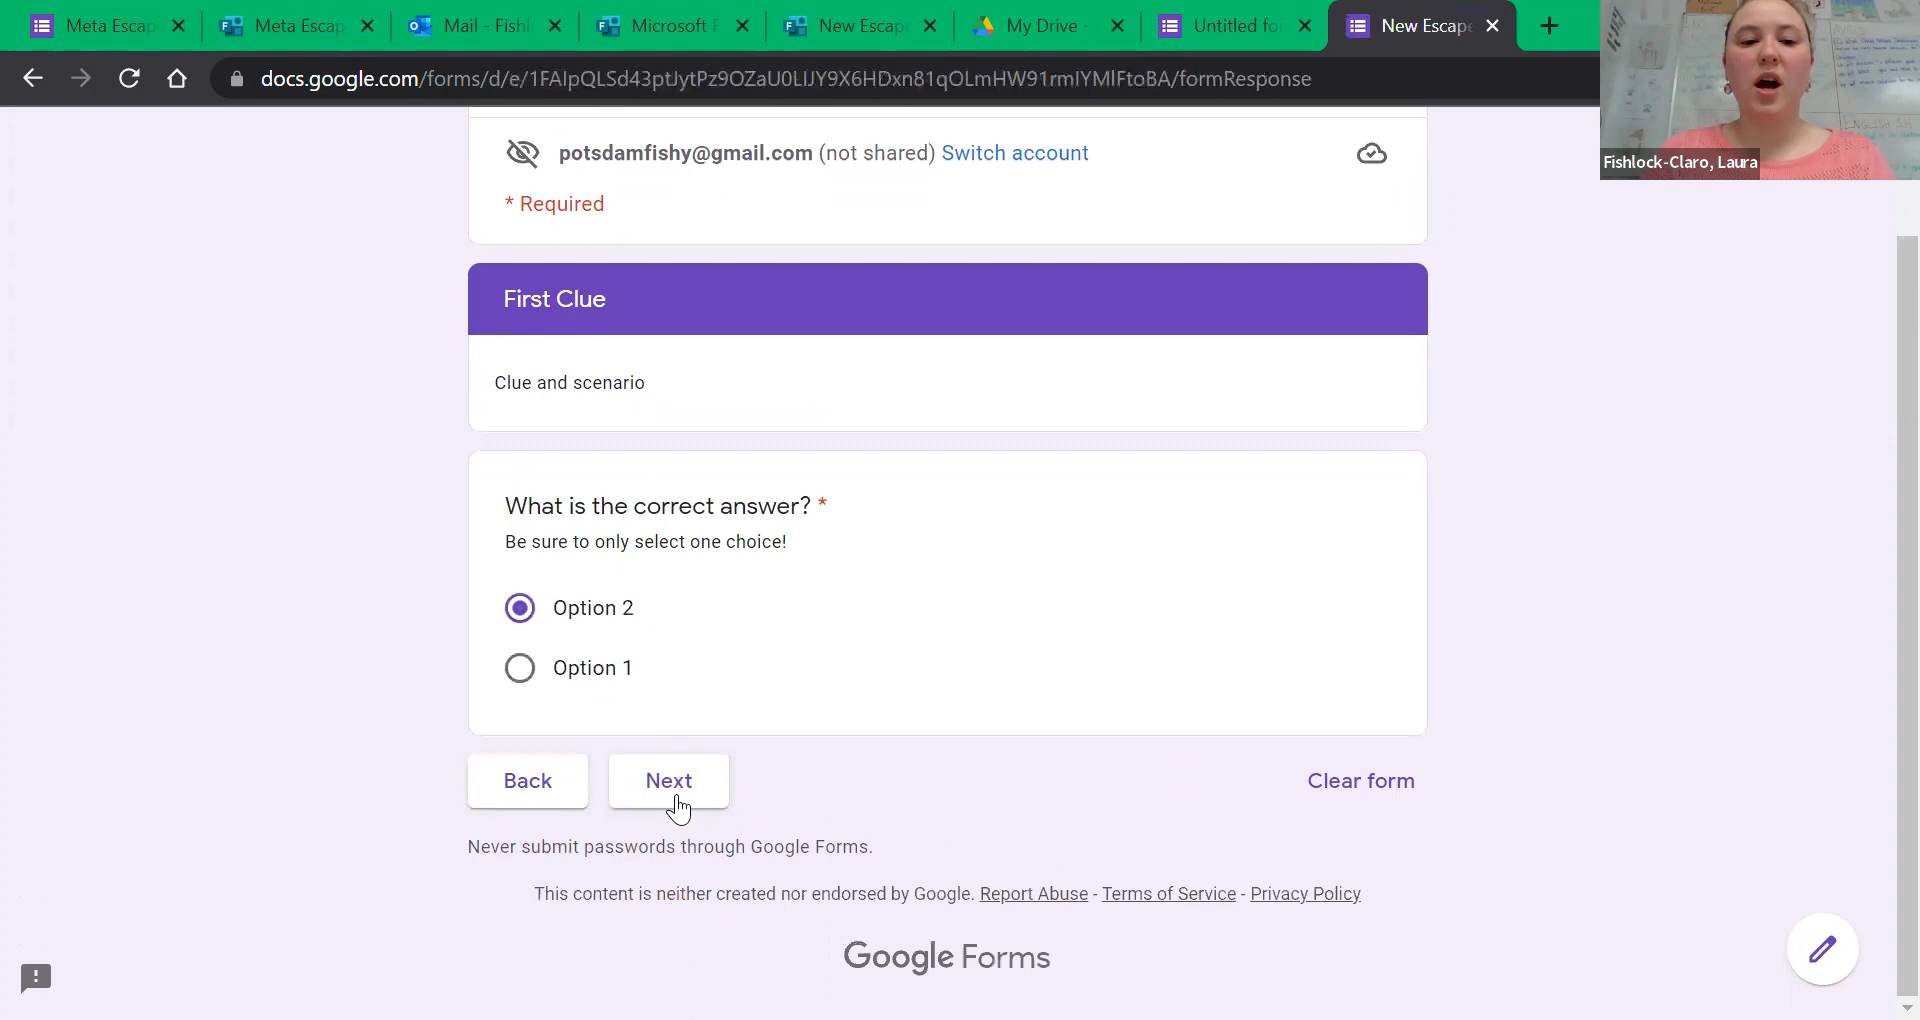 Meta Escap
Meta Escap
Mail - Fishl
Microsoft F
New Escap
My Drive -
Untitled for
New Escape
docs.google.com/forms/d/e/1FAIpQLSd43ptJytPz9OZaU0LIJY9X6HDxn81qOLmHW91rmlYMlFtoBA/formResponse
Fishlock-Claro, Laura
potsdamfishy@gmail.com (not shared) Switch account
* Required
First Clue
Clue and scenario
What is the correct answer? *
Be sure to only select one choice!
Option 2
Option 1
Back
Next
Clear form
Never submit passwords through Google Forms.
This content is neither created nor endorsed by Google. Report Abuse - Terms of Service - Privacy Policy
Google Forms